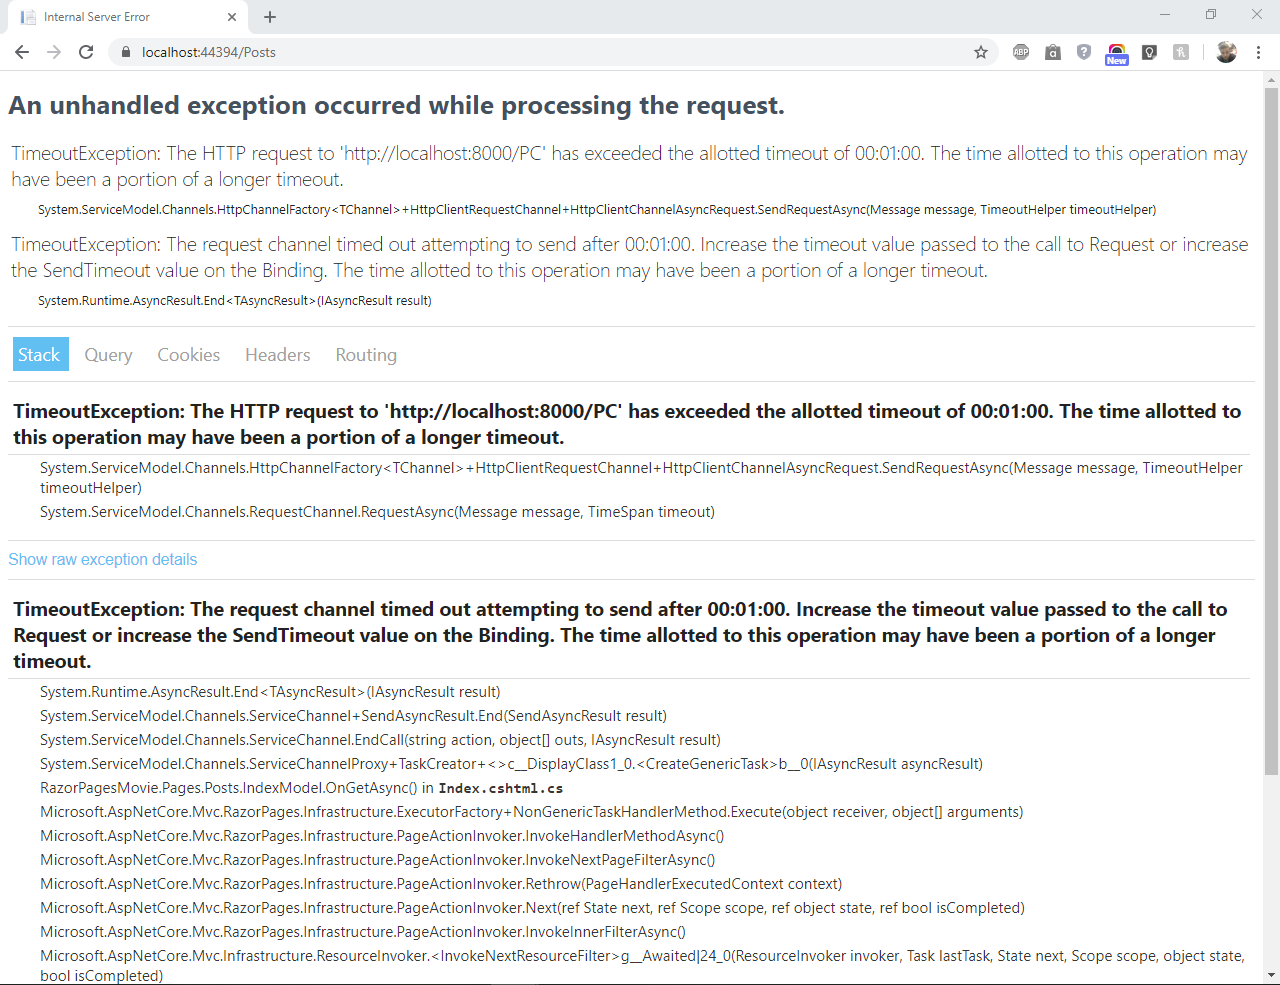 Internal Server Error
localhost:44394/Posts
ABP
a
?
New
An unhandled exception occurred while processing the request.
TimeoutException: The HTTP request to 'http://localhost:8000/PC' has exceeded the allotted timeout of 00:01:00. The time allotted to this operation may
have been a portion of a longer timeout.
System.ServiceModel.Channels.HttpChannelFactory<TChannel>+HttpClientRequestChannel+HttpClientChannelAsyncRequest.SendRequestAsync(Message message, TimeoutHelper timeoutHelper)
TimeoutException: The request channel timed out attempting to send after 00:01:00. Increase the timeout value passed to the call to Request or increase
the SendTimeout value on the Binding. The time allotted to this operation may have been a portion of a longer timeout.
System.Runtime.AsyncResult.End<TAsyncResult>(IAsyncResult result)
Stack Query Cookies Headers Routing
TimeoutException: The HTTP request to 'http://localhost:8000/PC' has exceeded the allotted timeout of 00:01:00. The time allotted to
this operation may have been a portion of a longer timeout.
System.ServiceModel.Channels.HttpChannelFactory<TChannel>+HttpClientRequestChannel+HttpClientChannelAsyncRequest.SendRequestAsync(Message message, TimeoutHelper
timeoutHelper)
System.ServiceModel.Channels.RequestChannel.RequestAsync(Message message, TimeSpan timeout)
Show raw exception details
TimeoutException: The request channel timed out attempting to send after 00:01:00. Increase the timeout value passed to the call to
Request or increase the SendTimeout value on the Binding. The time allotted to this operation may have been a portion of a longer
timeout.
System.Runtime.AsyncResult.End<TAsyncResult>(IAsyncResult result)
System.ServiceModel.Channels.ServiceChannel+SendAsyncResult.End(SendAsyncResult result)
System.ServiceModel.Channels.ServiceChannel.EndCall(string action, object[] outs, IAsyncResult result)
System.ServiceModel.Channels.ServiceChannelProxy+TaskCreator+<>c__DisplayClass1_0.<CreateGenericTask>b__0(IAsyncResult asyncResult)
RazorPagesMovie.Pages.Posts.IndexModel.OnGetAsync() in Index.cshtml.cs
Microsoft.AspNetCore.Mvc.RazorPages.Infrastructure.ExecutorFactory+NonGenericTaskHandlerMethod.Execute(object receiver, object[] arguments)
Microsoft.AspNetCore.Mvc.RazorPages.Infrastructure.PageActionInvoker.InvokeHandlerMethodAsync()
Microsoft.AspNetCore.Mvc.RazorPages.Infrastructure.PageActionInvoker.InvokeNextPageFilterAsync()
Microsoft.AspNetCore.Mvc.RazorPages.Infrastructure.PageActionInvoker.Rethrow(PageHandlerExecutedContext context)
Microsoft.AspNetCore.Mvc.RazorPages.Infrastructure.PageActionInvoker.Next(ref State next, ref Scope scope, ref object state, ref bool isCompleted)
Microsoft.AspNetCore.Mvc.RazorPages.Infrastructure.PageActionInvoker.InvokeInnerFilterAsync()
Microsoft.AspNetCore.Mvc.Infrastructure.ResourceInvoker.<InvokeNextResourceFilter>g__Awaited|24_0(ResourceInvoker invoker, Task lastTask, State next, Scope scope, object state,
bool isCompleted)